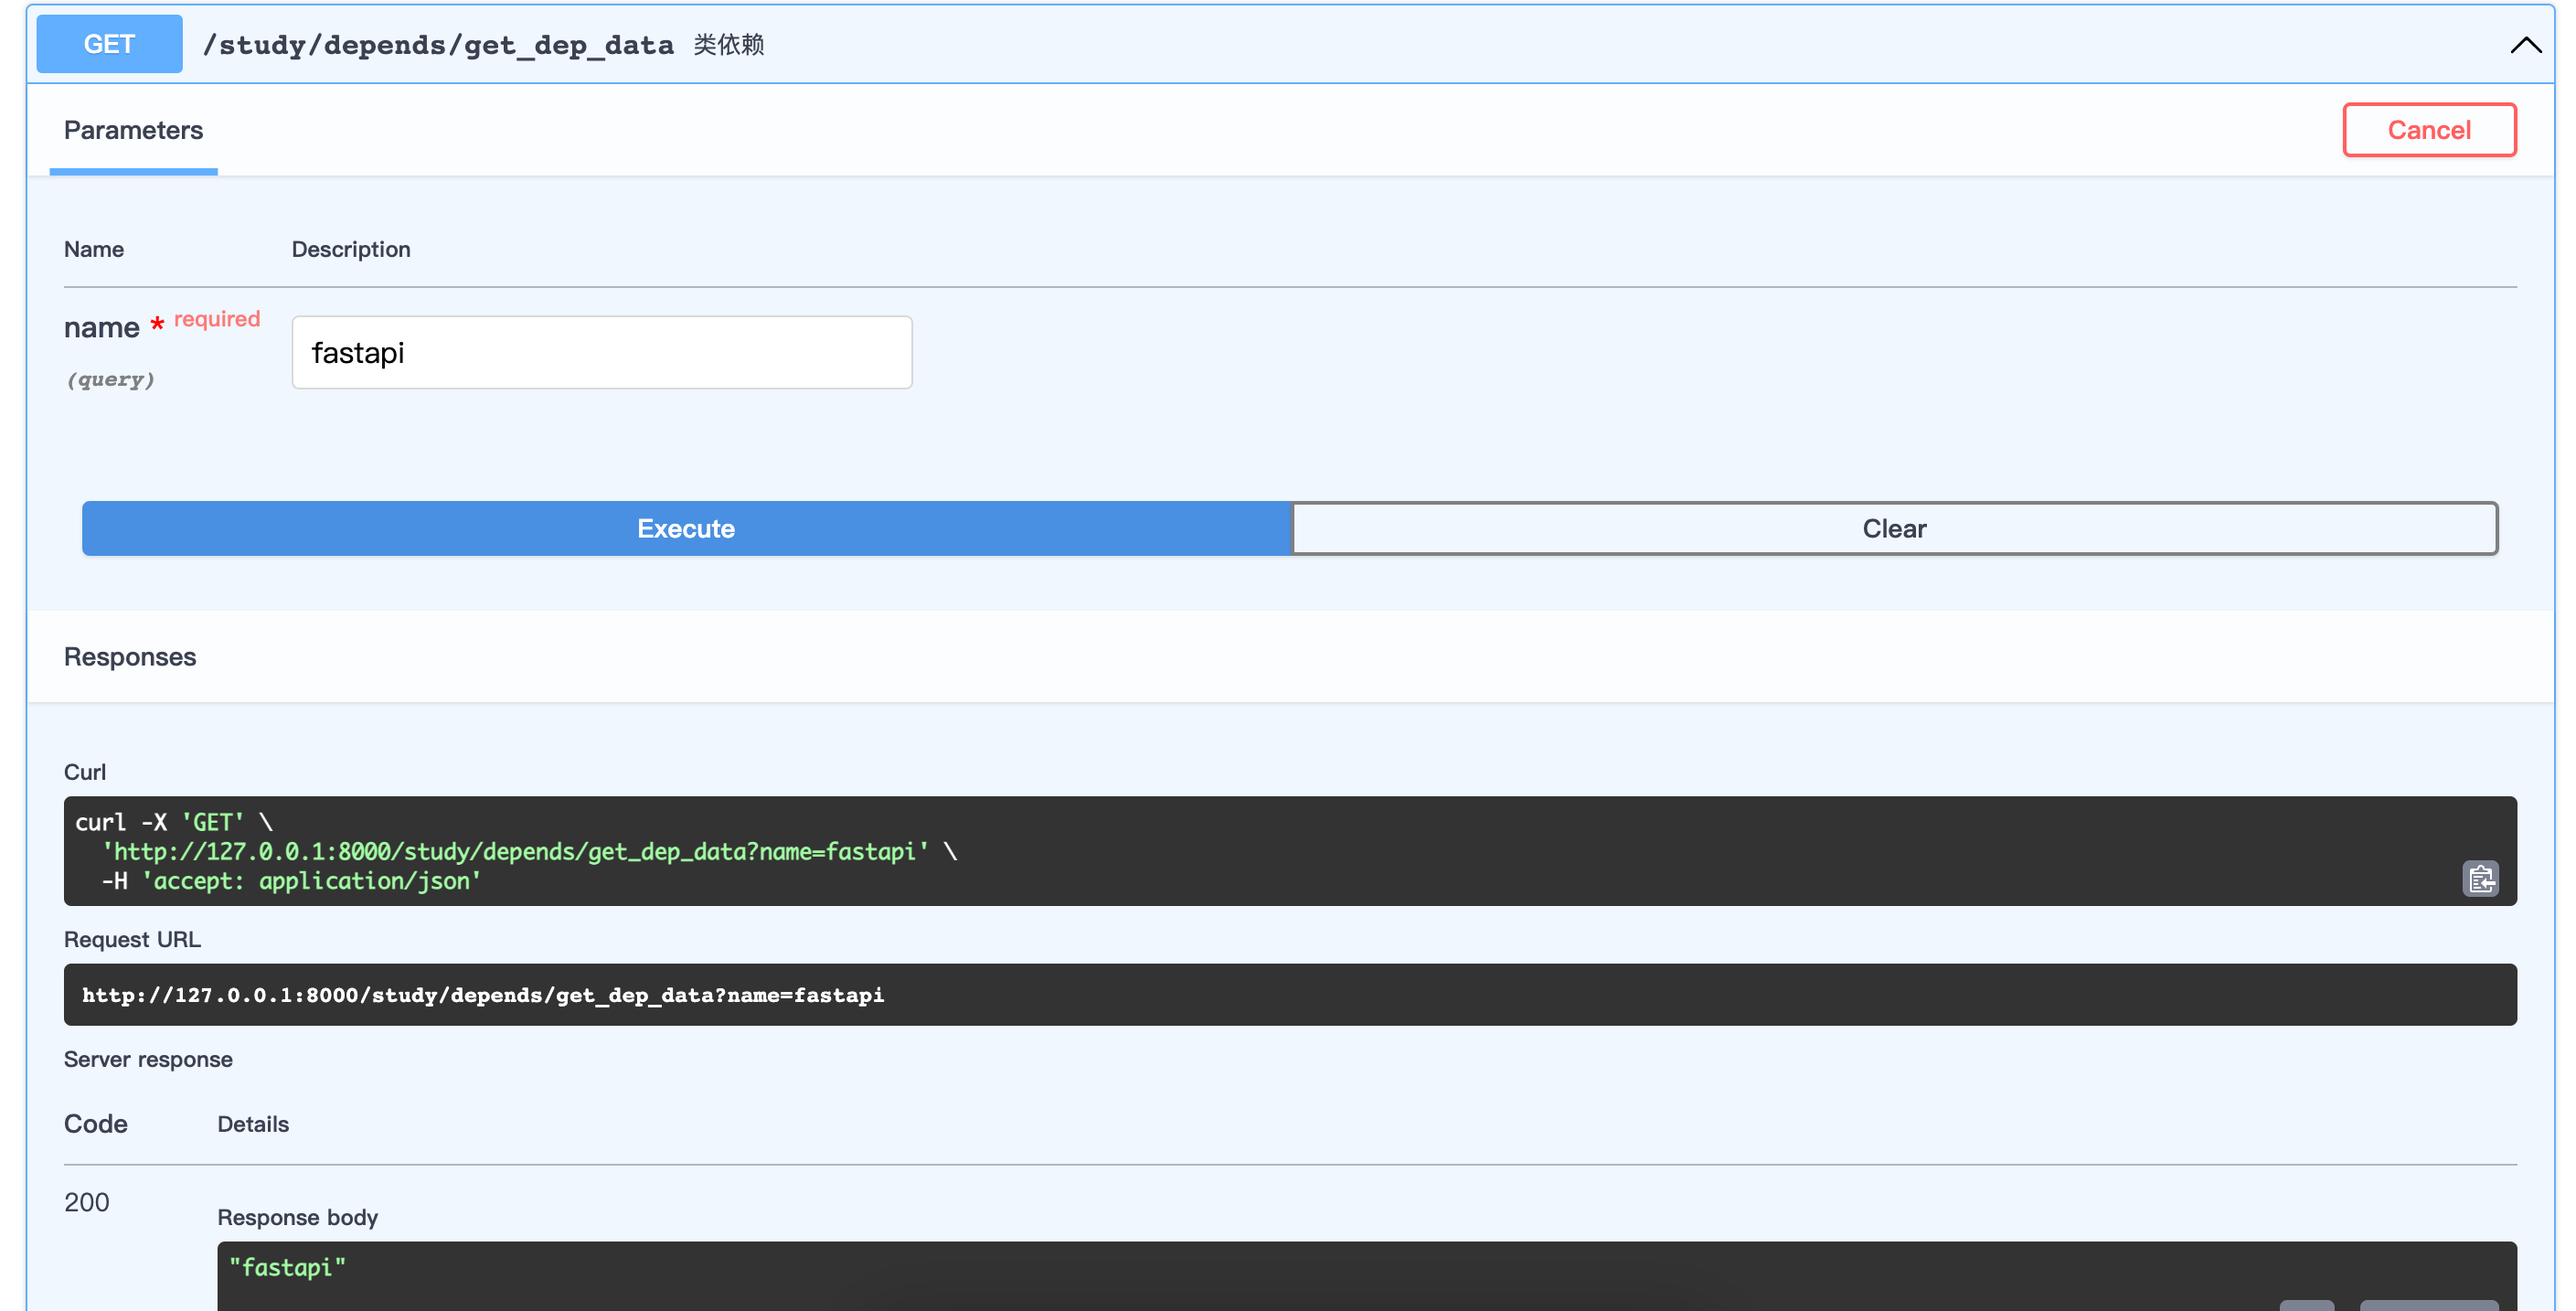 GET /study/depends/get_dep_data 类依赖
Parameters
Cancel
Name Description
name * required
(query)
fastapi
Execute
Clear
Responses
Curl
curl -X 'GET' \
  'http://127.0.0.1:8000/study/depends/get_dep_data?name=fastapi' \
  -H 'accept: application/json'
Request URL
http://127.0.0.1:8000/study/depends/get_dep_data?name=fastapi
Server response
Code Details
200
Response body
"fastapi"